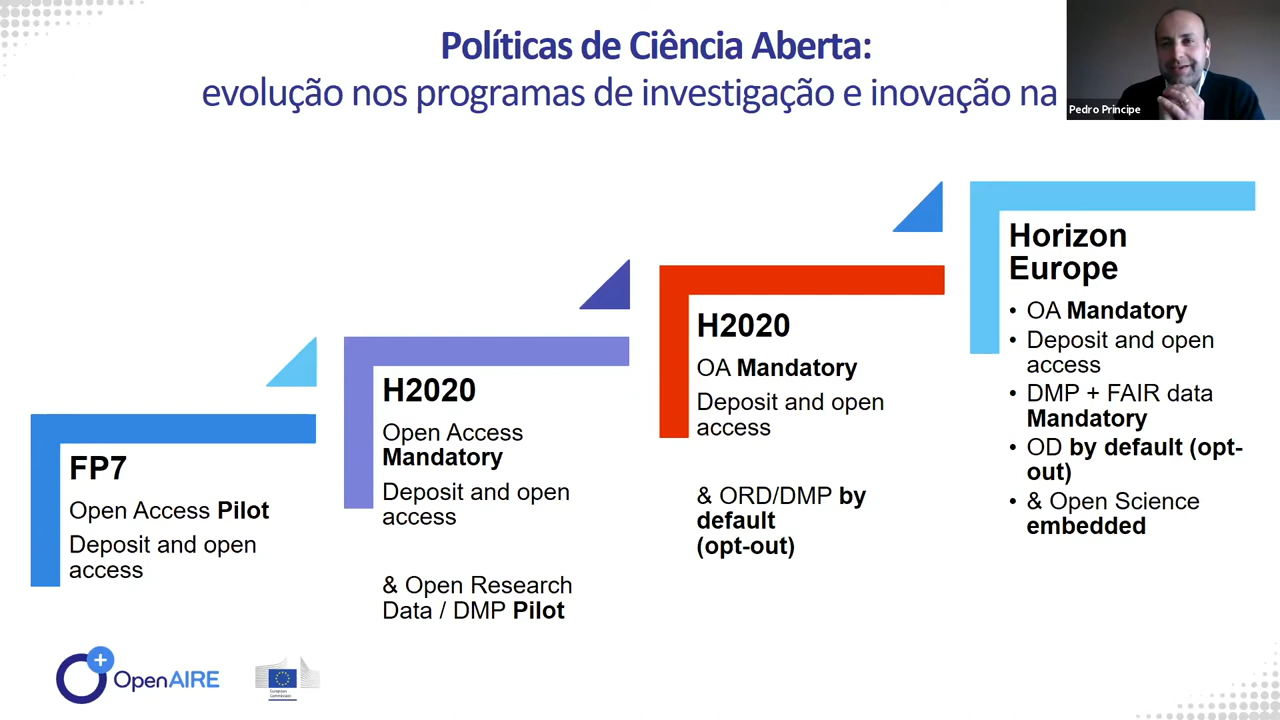 Políticas de Ciência Aberta:
evolução nos programas de investigação e inovação na
Pedro Principe
FP7
Open Access Pilot
Deposit and open
access
H2020
Open Access
Mandatory
Deposit and open
access
& Open Research
Data / DMP Pilot
H2020
OA Mandatory
Deposit and open
access
& ORD/DMP by
default
(opt-out)
Horizon
Europe
• OA Mandatory
• Deposit and open
access
• DMP + FAIR data
Mandatory
• OD by default (opt-
out)
• & Open Science
embedded
OpenAIRE
European
Commission